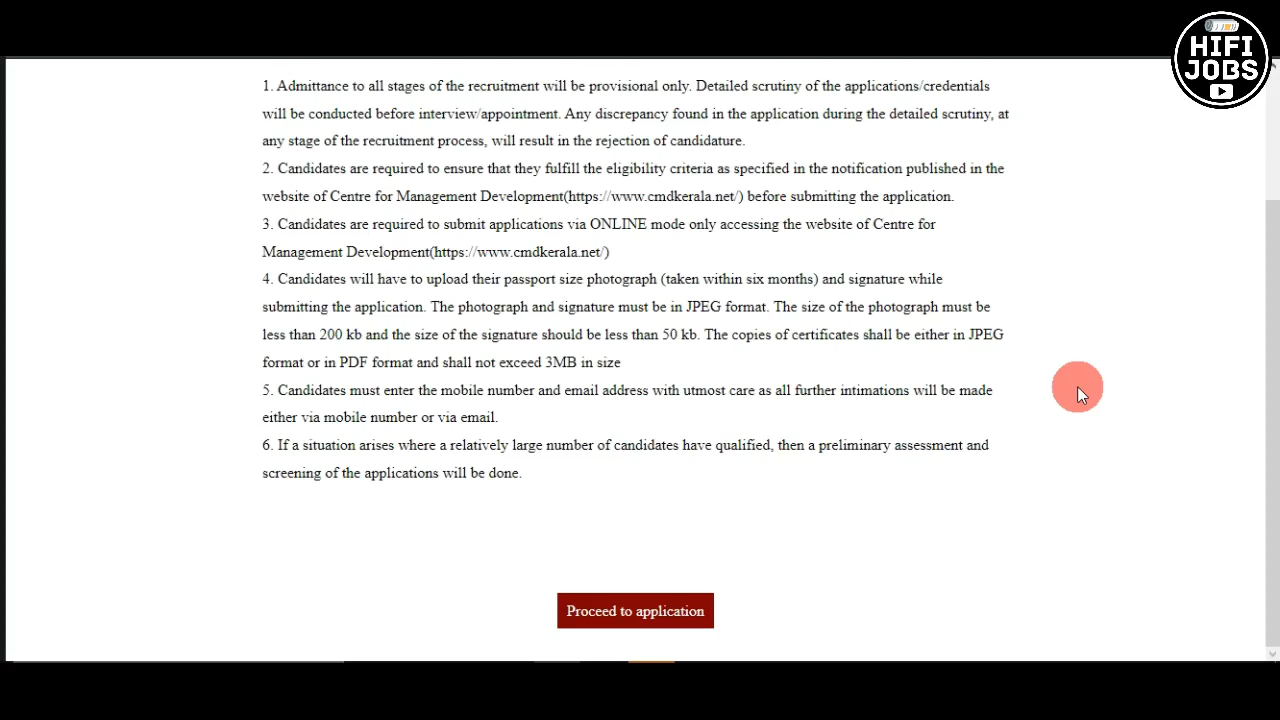 HIFI
JOBS
1. Admittance to all stages of the recruitment will be provisional only. Detailed scrutiny of the applications/credentials
will be conducted before interview/appointment. Any discrepancy found in the application during the detailed scrutiny, at
any stage of the recruitment process, will result in the rejection of candidature.
2. Candidates are required to ensure that they fulfill the eligibility criteria as specified in the notification published in the
website of Centre for Management Development(https://www.cmdkerala.net/) before submitting the application.
3. Candidates are required to submit applications via ONLINE mode only accessing the website of Centre for
Management Development(https://www.cmdkerala.net/)
4. Candidates will have to upload their passport size photograph (taken within six months) and signature while
submitting the application. The photograph and signature must be in JPEG format. The size of the photograph must be
less than 200 kb and the size of the signature should be less than 50 kb. The copies of certificates shall be either in JPEG
format or in PDF format and shall not exceed 3MB in size
5. Candidates must enter the mobile number and email address with utmost care as all further intimations will be made
either via mobile number or via email.
6. If a situation arises where a relatively large number of candidates have qualified, then a preliminary assessment and
screening of the applications will be done.
Proceed to application